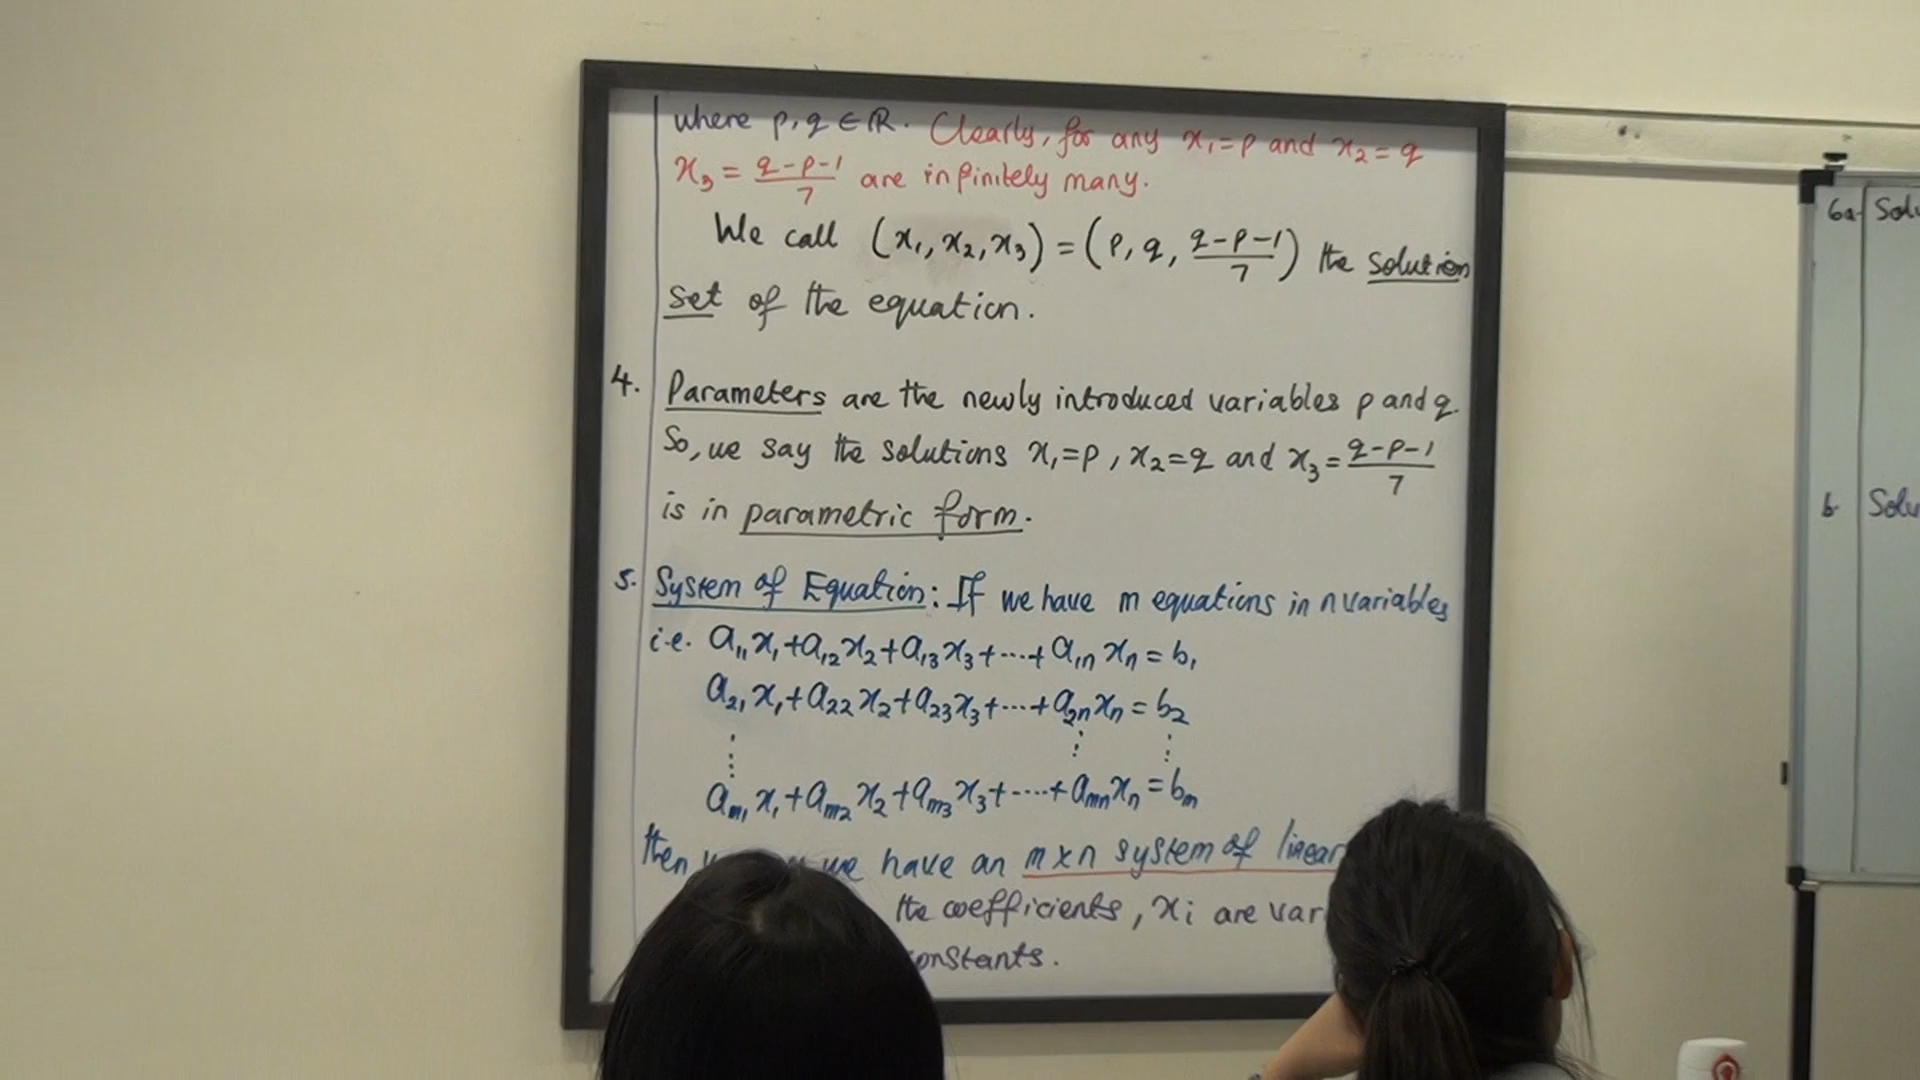 where p,q ∈ ℝ. Clearly, for any x₁=p and x₂=q
x₃ = (q-p-1)/7 are infinitely many.
We call (x₁, x₂, x₃) = (p, q, (q-p-1)/7) the solution
set of the equation.
4. Parameters are the newly introduced variables p and q.
So, we say the solutions x₁=p, x₂=q and x₃=(q-p-1)/7
is in parametric form.
5. System of Equation: If we have m equations in n variables
i.e. a₁₁x₁+a₁₂x₂+a₁₃x₃+....+a₁ₙxₙ = b₁
a₂₁x₁+a₂₂x₂+a₂₃x₃+....+a₂ₙxₙ = b₂
⋮ ⋮ ⋮
aₘ₁x₁+aₘ₂x₂+aₘ₃x₃+....+aₘₙxₙ = bₘ
then we have an m×n system of linear
the coefficients, xᵢ are var
constants.
6a. Solu
b Solu